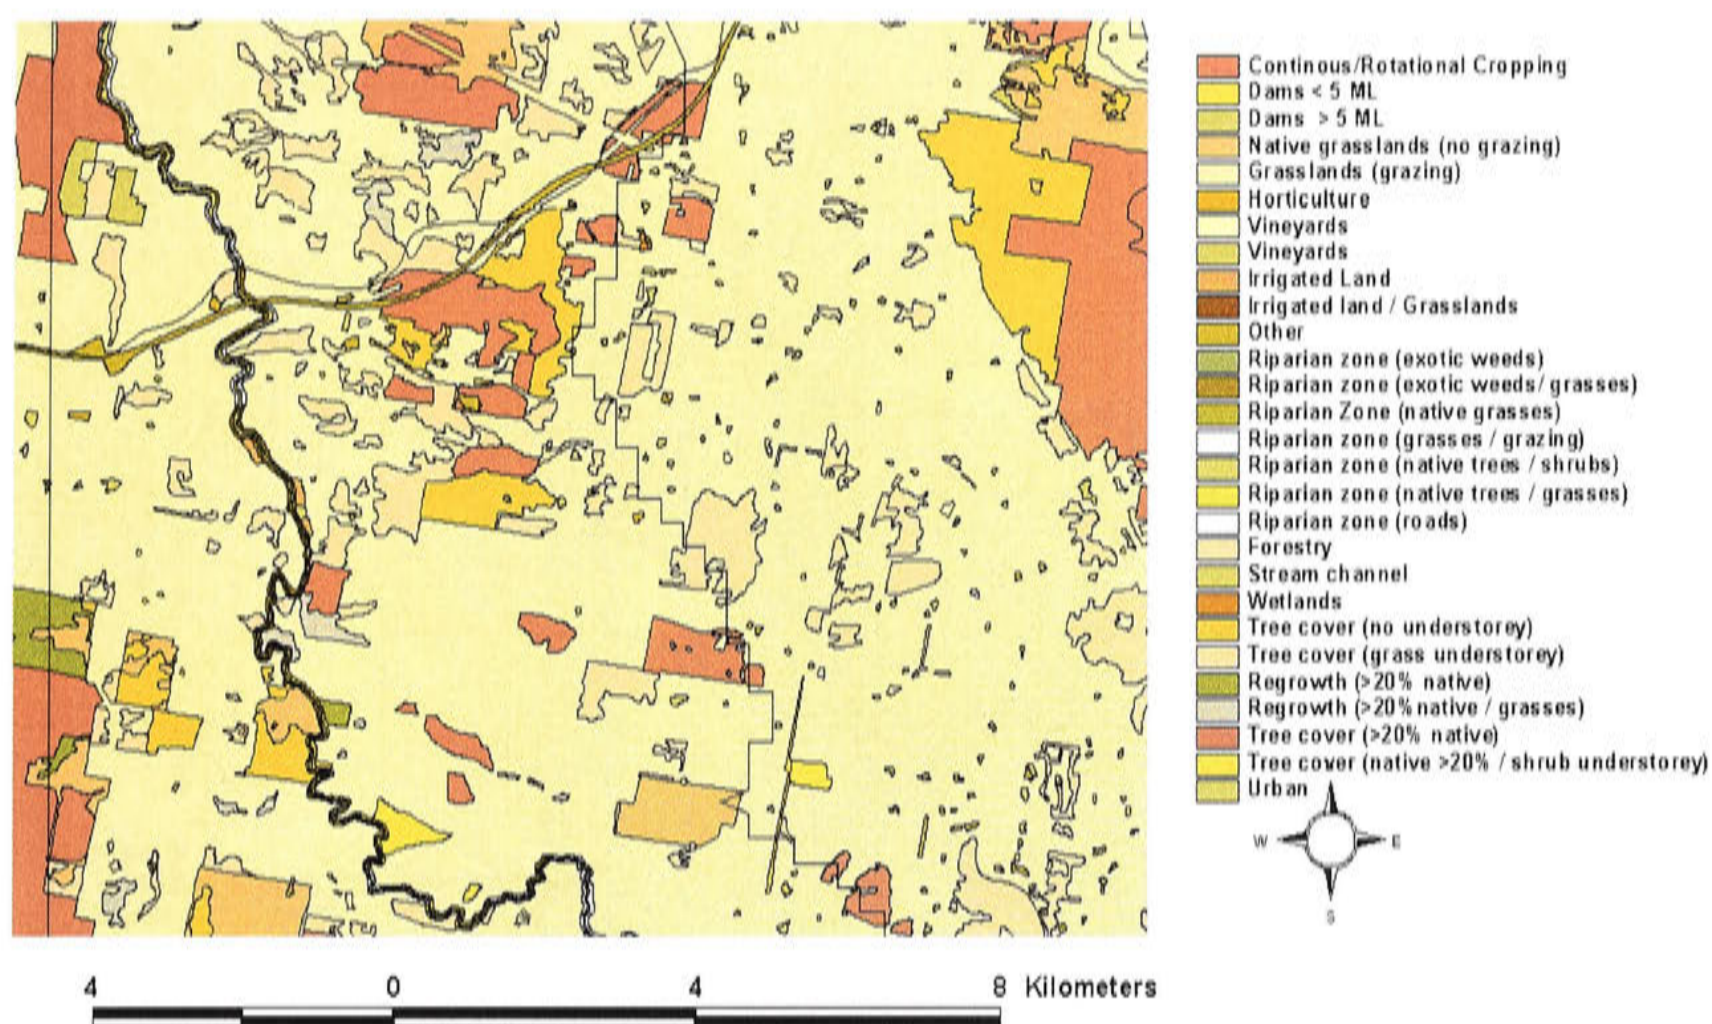 Continous/Rotational Cropping
Dams < 5 ML
Dams > 5 ML
Native grasslands (no grazing)
Grasslands (grazing)
Horticulture
Vineyards
Vineyards
Irrigated Land
Irrigated land / Grasslands
Other
Riparian zone (exotic weeds)
Riparian zone (exotic weeds/grasses)
Riparian Zone (native grasses)
Riparian zone (grasses / grazing)
Riparian zone (native trees / shrubs)
Riparian zone (native trees / grasses)
Riparian zone (roads)
Forestry
Stream channel
Wetlands
Tree cover (no understorey)
Tree cover (grass understorey)
Regrowth (>20% native)
Regrowth (>20% native / grasses)
Tree cover (>20% native)
Tree cover (native >20% / shrub understorey)
Urban
W E
S
4 0 4 8 Kilometers